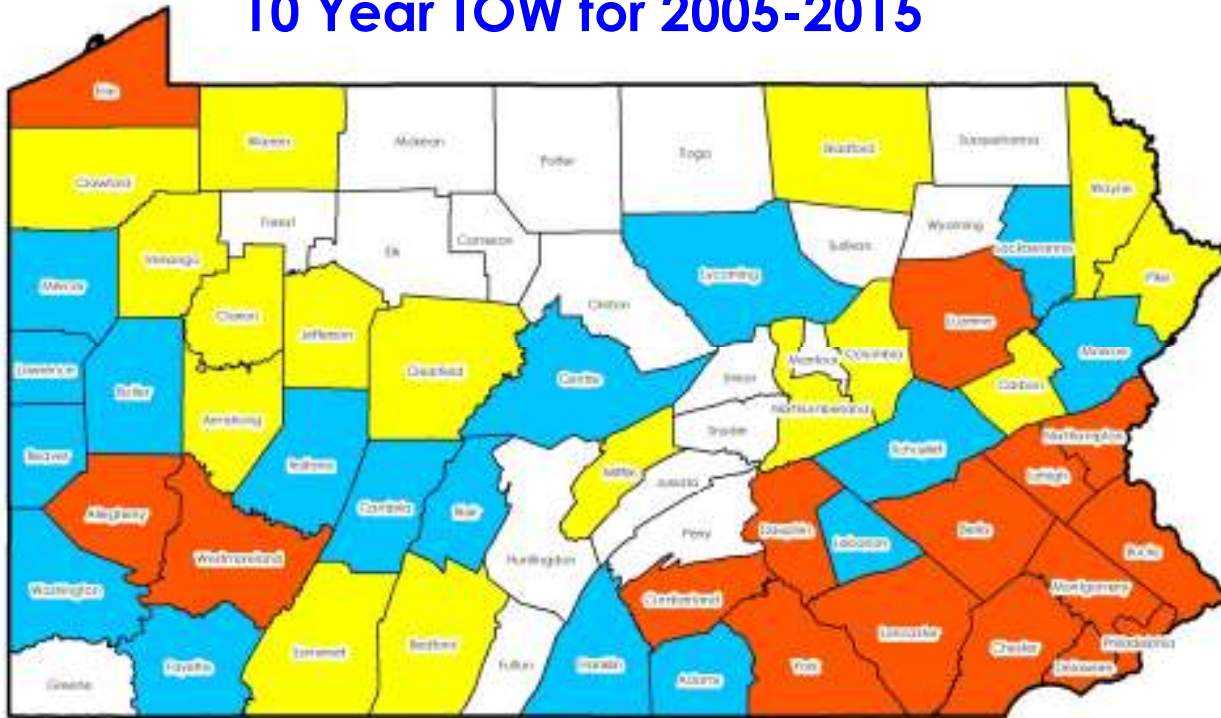 10 Year TOW for 2005-2015
Erie
Warren
McKean
Potter
Tioga
Bradford
Susquehanna
Wayne
Crawford
Forest
Elk
Cameron
Wyoming
Lackawanna
Sullivan
Venango
Lycoming
Pike
Mercer
Clinton
Clarion
Jefferson
Luzerne
Monroe
Lawrence
Butler
Clearfield
Centre
Union
Montour
Columbia
Carbon
Armstrong
Northumberland
Snyder
Northampton
Beaver
Indiana
Mifflin
Juniata
Schuylkill
Lehigh
Allegheny
Cambria
Blair
Perry
Dauphin
Lebanon
Berks
Bucks
Westmoreland
Huntingdon
Washington
Cumberland
Montgomery
Lancaster
Chester
Philadelphia
Delaware
Greene
Fayette
Somerset
Bedford
Fulton
Franklin
Adams
York